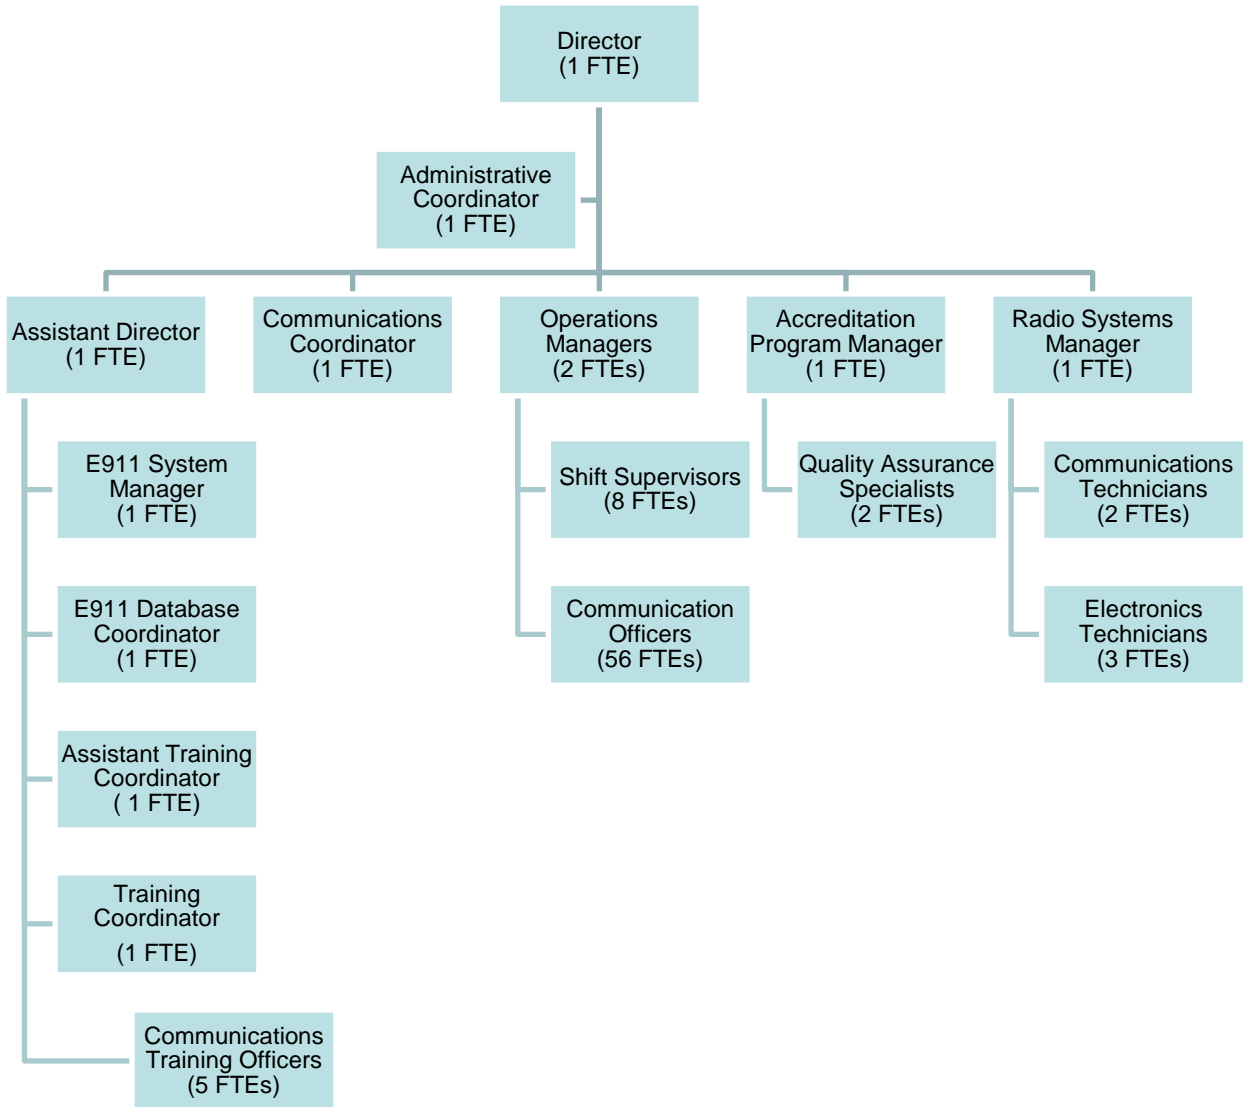 Director
(1 FTE)
Administrative
Coordinator
(1 FTE)
Assistant Director
(1 FTE)
Communications
Coordinator
(1 FTE)
Operations
Managers
(2 FTEs)
Accreditation
Program Manager
(1 FTE)
Radio Systems
Manager
(1 FTE)
E911 System
Manager
(1 FTE)
Shift Supervisors
(8 FTEs)
Quality Assurance
Specialists
(2 FTEs)
Communications
Technicians
(2 FTEs)
E911 Database
Coordinator
(1 FTE)
Communication
Officers
(56 FTEs)
Electronics
Technicians
(3 FTEs)
Assistant Training
Coordinator
( 1 FTE)
Training
Coordinator
(1 FTE)
Communications
Training Officers
(5 FTEs)